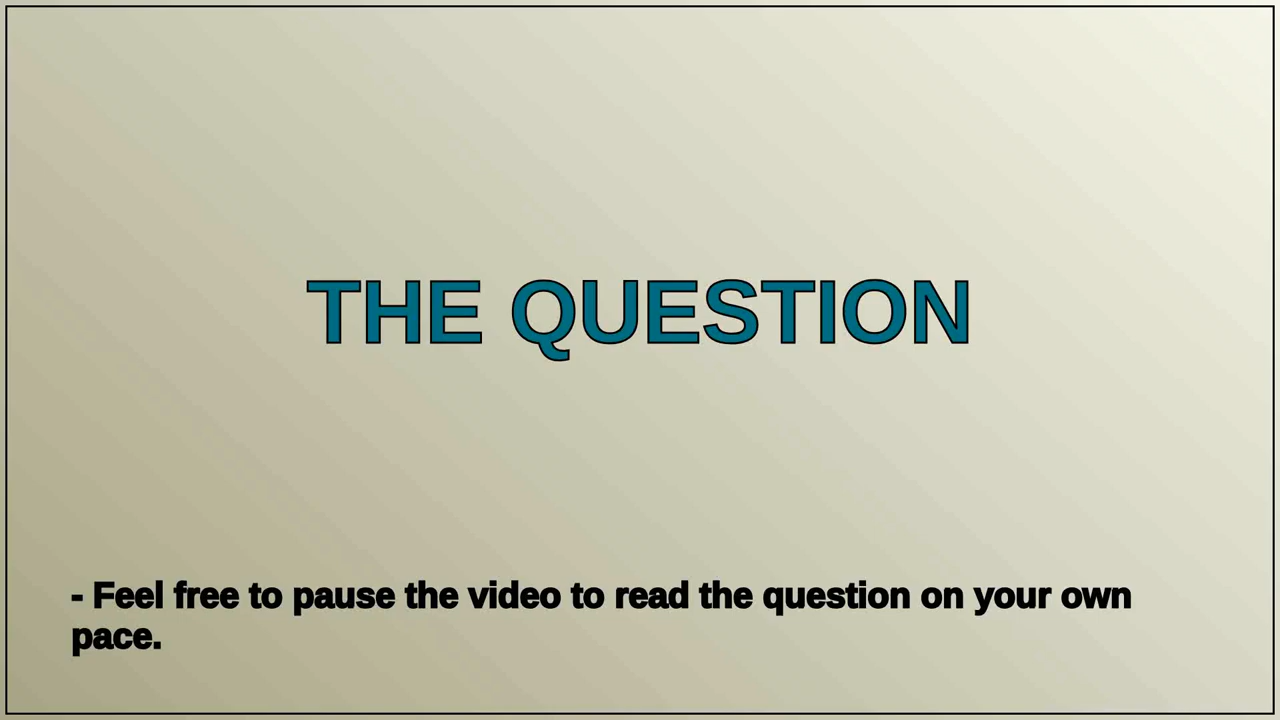 THE QUESTION
- Feel free to pause the video to read the question on your own
pace.